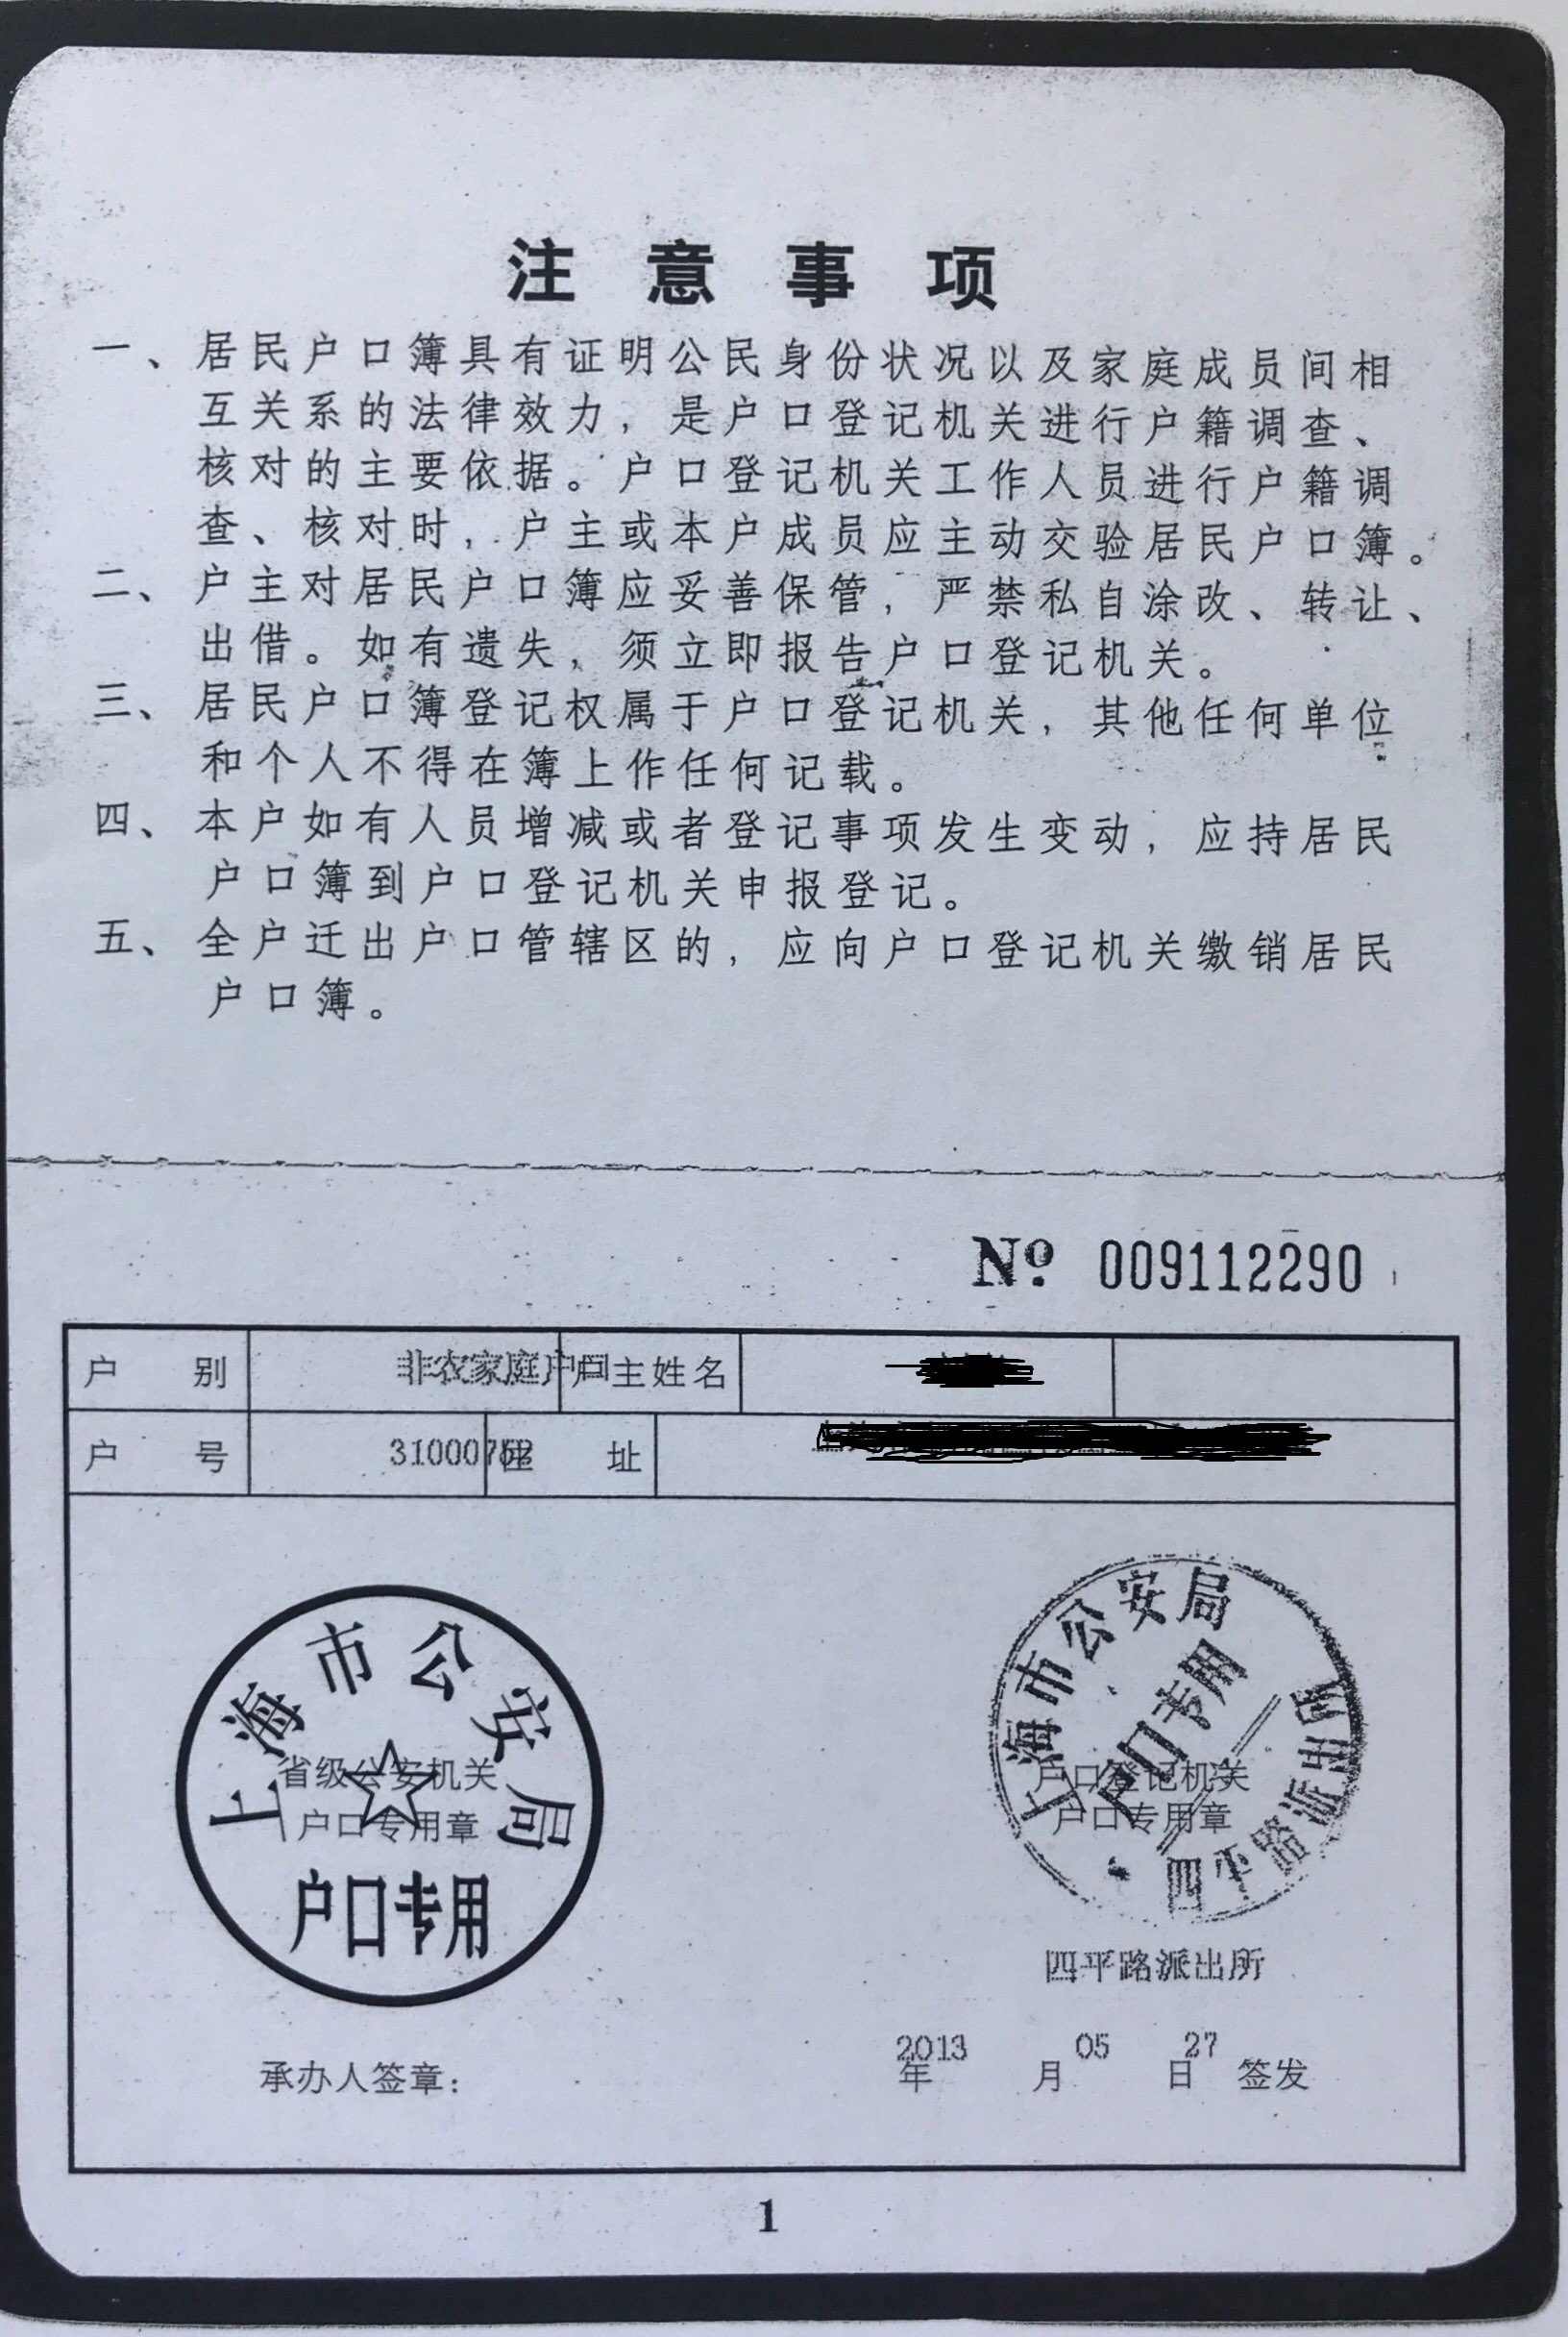 注意事项
一、居民户口簿具有证明公民身份状况以及家庭成员间相
互关系的法律效力，是户口登记机关进行户籍调查、
核对的主要依据。户口登记机关工作人员进行户籍调
查、核对时，户主或本户成员应主动交验居民户口簿。
二、户主对居民户口簿应妥善保管，严禁私自涂改、转让、
出借。如有遗失，须立即报告户口登记机关。
三、居民户口簿登记权属于户口登记机关，其他任何单位
和个人不得在簿上作任何记载。
四、本户如有人员增减或者登记事项发生变动，应持居民
户口簿到户口登记机关申报登记。
五、全户迁出户口管辖区的，应向户口登记机关缴销居民
户口簿。
Nº 009112290
户别 非农家庭户口 户主姓名
户号 址
上海市公安局
省级公安机关
户口专用章
户口专用
上海市公安局
户口专用
户口登记机关
户口专用章
四平路派出所
四平路派出所
2013 05 27
承办人签章： 年 月 日 签发
1